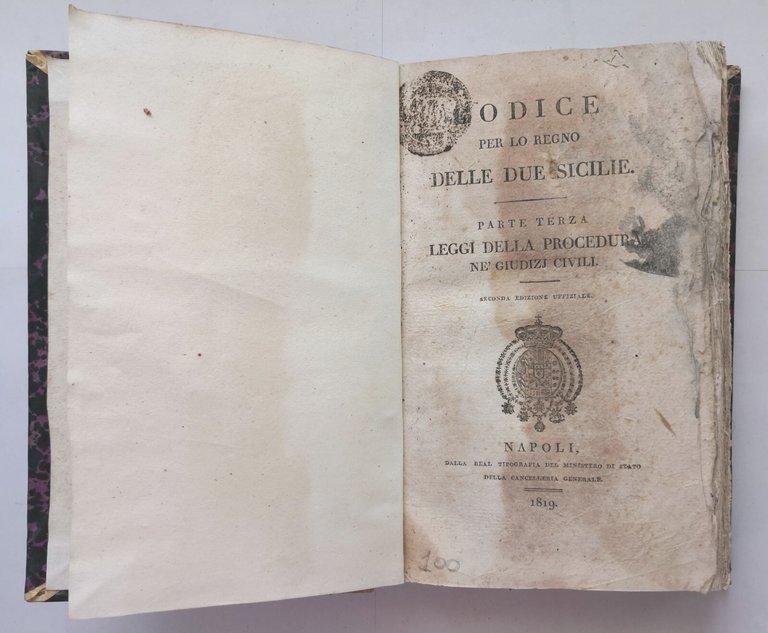 CODICE
PER LO REGNO
DELLE DUE SICILIE.
PARTE TERZA
LEGGI DELLA PROCEDURA
NE' GIUDIZJ CIVILI.
SECONDA EDIZIONE UFFIZIALE.
NAPOLI,
DALLA REAL TIPOGRAFIA DEL MINISTERO DI STATO
DELLA CANCELLERIA GENERALE.
1819.
100